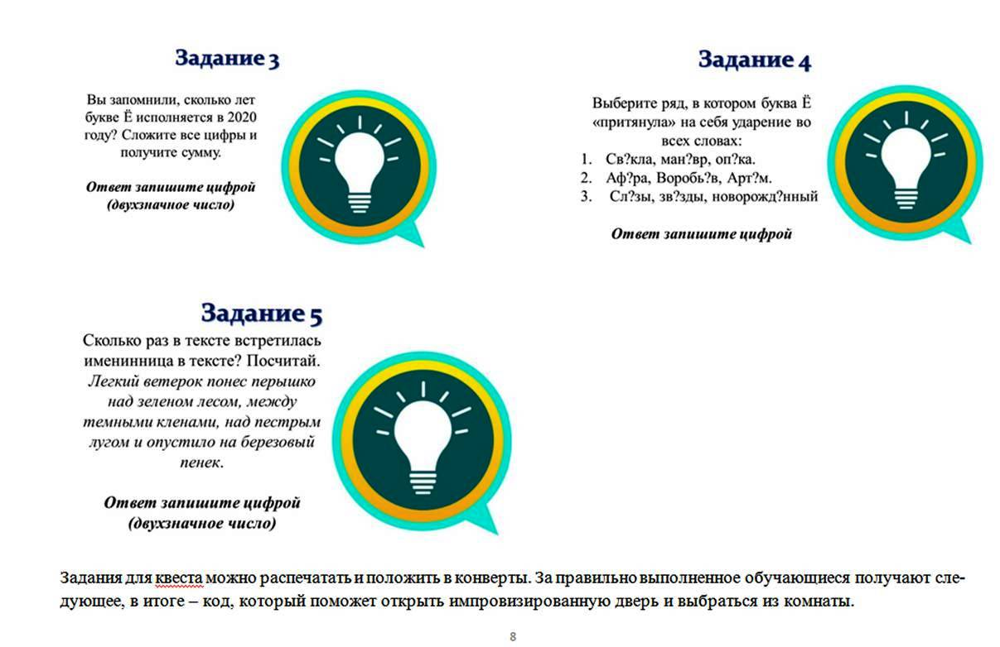 Задание 3
Вы запомнили, сколько лет
букве Ё исполняется в 2020
году? Сложите все цифры и
получите сумму.
Ответ запишите цифрой
(двухзначное число)
Задание 4
Выберите ряд, в котором буква Ё
«притянула» на себя ударение во
всех словах:
1. Св?кла, ман?вр, оп?ка.
2. Аф?ра, Воробь?в, Арт?м.
3. Сл?зы, зв?зды, новорожд?нный
Ответ запишите цифрой
Задание 5
Сколько раз в тексте встретилась
именинница в тексте? Посчитай.
Легкий ветерок понес перышко
над зеленом лесом, между
темными кленами, над пестрым
лугом и опустило на березовый
пенек.
Ответ запишите цифрой
(двухзначное число)
Задания для квеста можно распечатать и положить в конверты. За правильно выполненное обучающиеся получают сле-
дующее, в итоге – код, который поможет открыть импровизированную дверь и выбраться из комнаты.
8